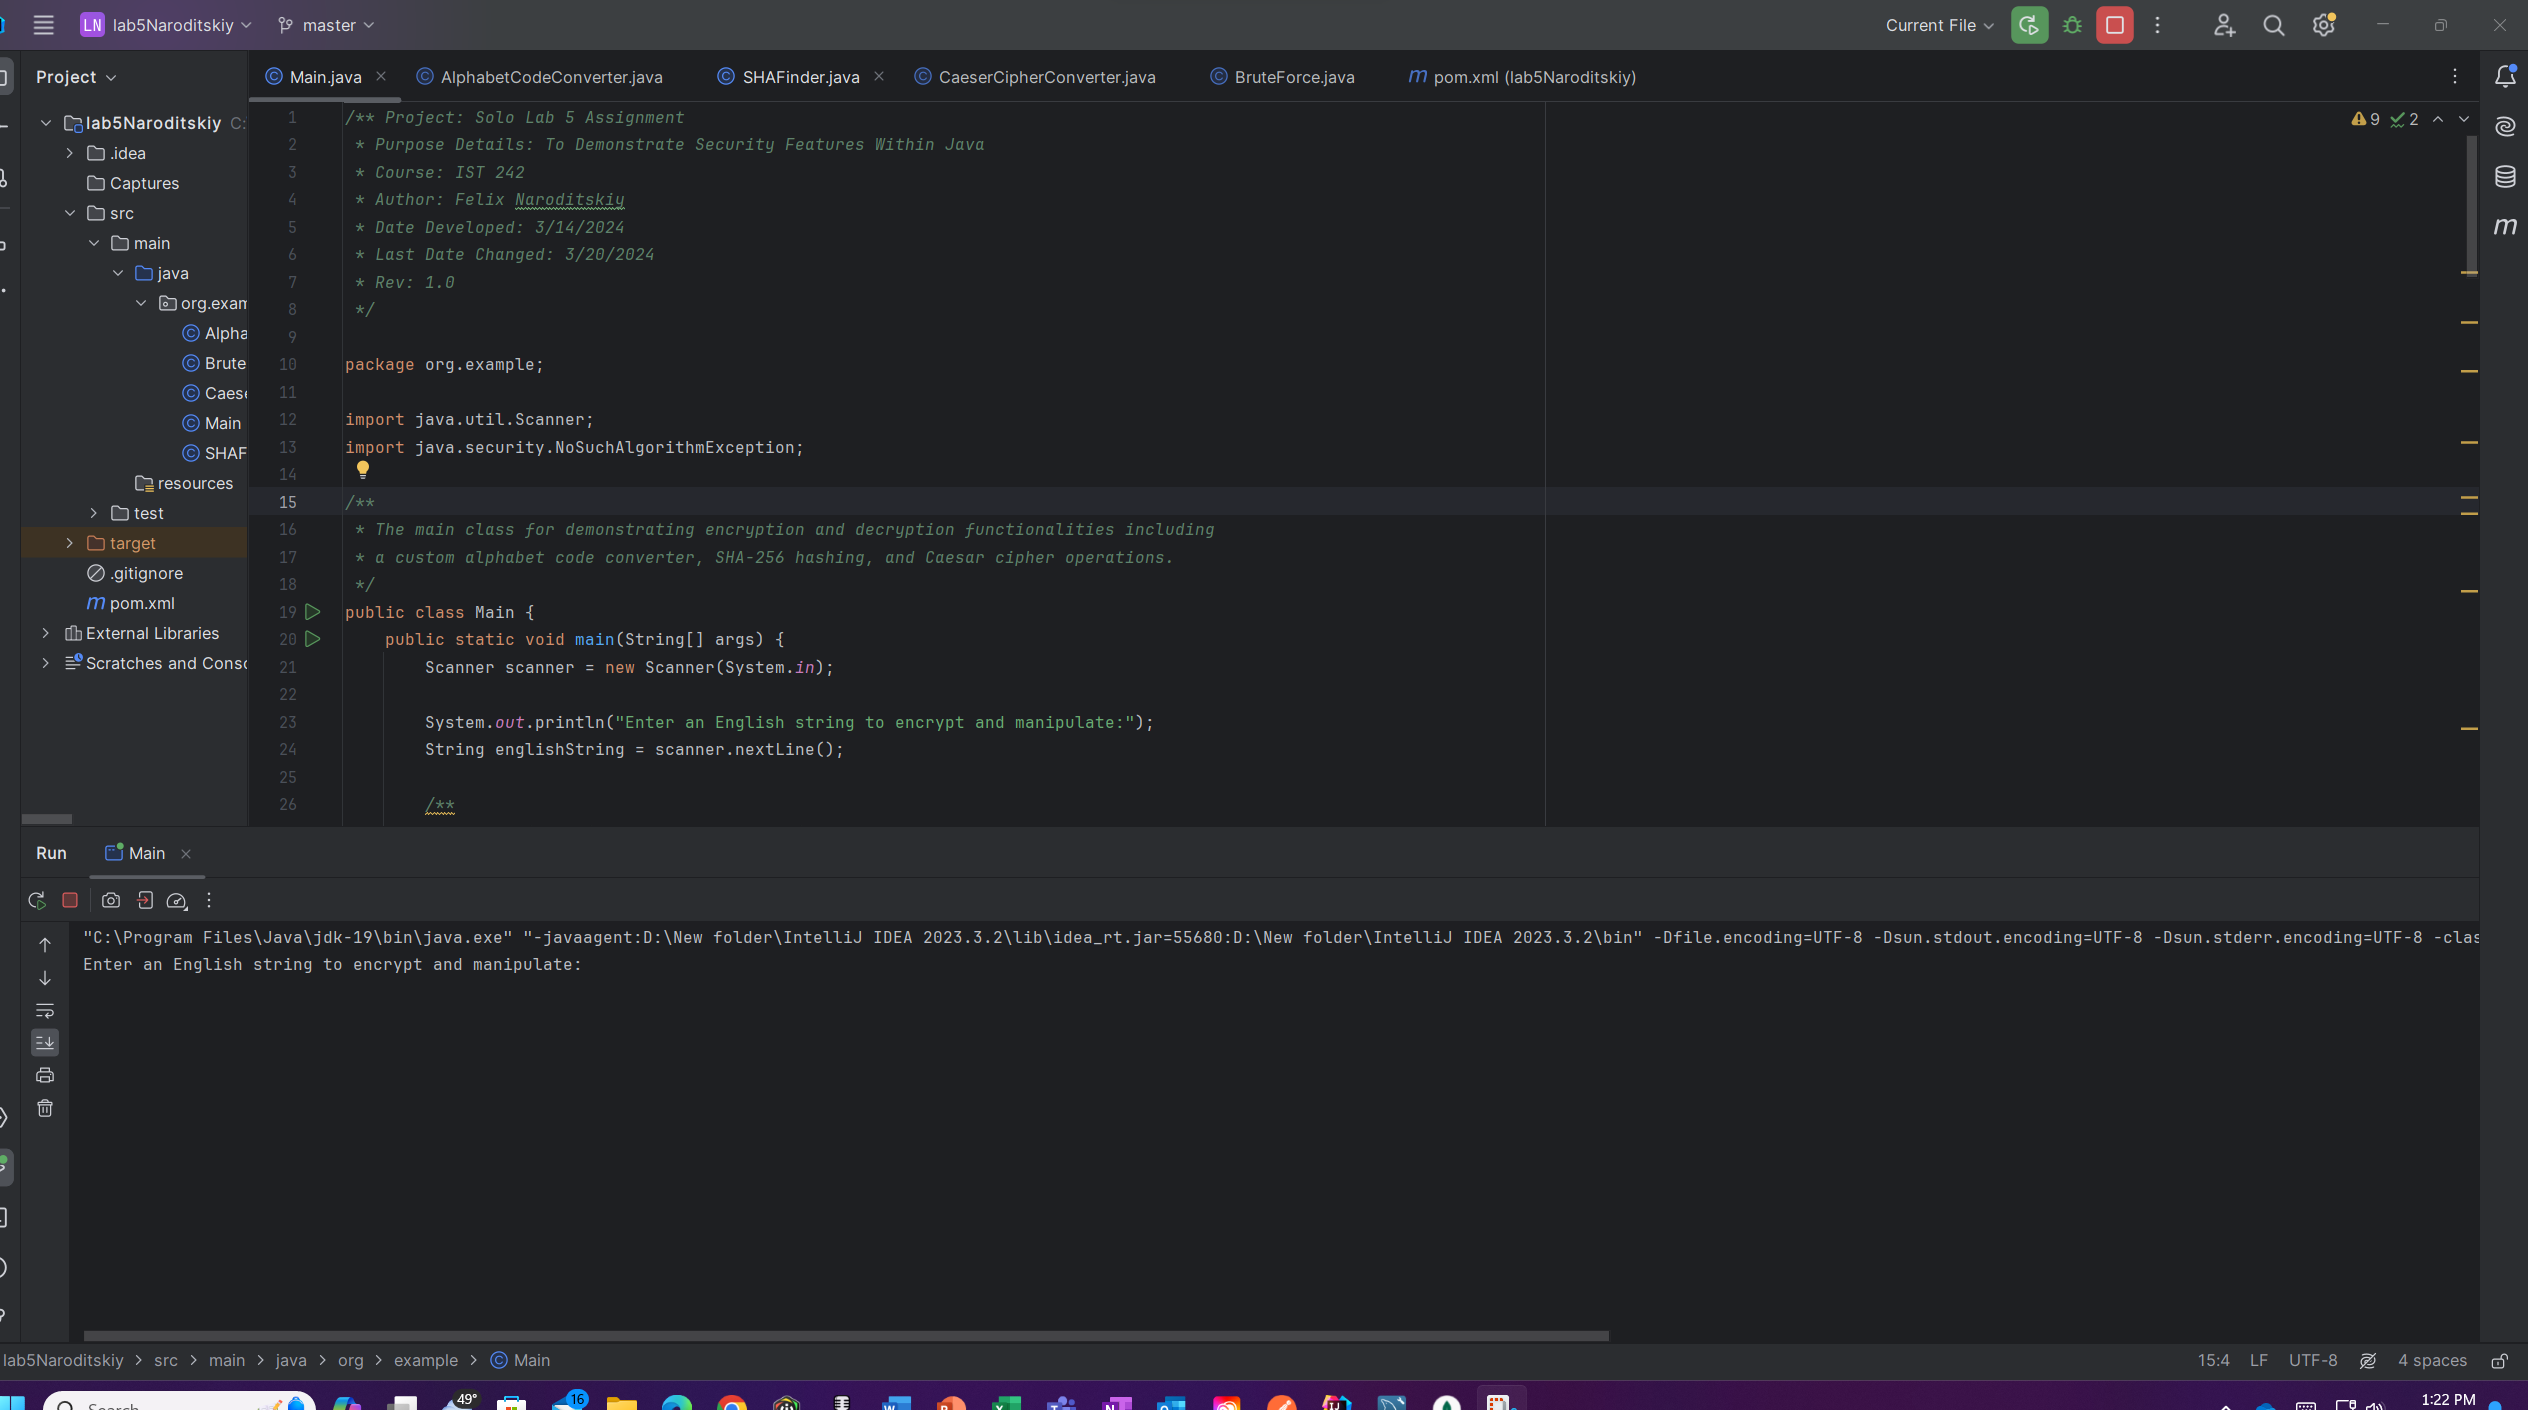 LN lab5Naroditskiy master Current File
Project
Main.java AlphabetCodeConverter.java SHAFinder.java CaeserCipherConverter.java BruteForce.java pom.xml (lab5Naroditskiy)
lab5Naroditskiy C:
.idea
Captures
src
main
java
org.exam
Alpha
Brute
Caese
Main
SHAF
resources
test
target
.gitignore
pom.xml
External Libraries
Scratches and Conso
9 2
1 /** Project: Solo Lab 5 Assignment
2 * Purpose Details: To Demonstrate Security Features Within Java
3 * Course: IST 242
4 * Author: Felix Naroditskiy
5 * Date Developed: 3/14/2024
6 * Last Date Changed: 3/20/2024
7 * Rev: 1.0
8 */
9
10 package org.example;
11
12 import java.util.Scanner;
13 import java.security.NoSuchAlgorithmException;
14
15 /**
16 * The main class for demonstrating encryption and decryption functionalities including
17 * a custom alphabet code converter, SHA-256 hashing, and Caesar cipher operations.
18 */
19 public class Main {
20 public static void main(String[] args) {
21 Scanner scanner = new Scanner(System.in);
22
23 System.out.println("Enter an English string to encrypt and manipulate:");
24 String englishString = scanner.nextLine();
25
26 /**
Run Main
"C:\Program Files\Java\jdk-19\bin\java.exe" "-javaagent:D:\New folder\IntelliJ IDEA 2023.3.2\lib\idea_rt.jar=55680:D:\New folder\IntelliJ IDEA 2023.3.2\bin" -Dfile.encoding=UTF-8 -Dsun.stdout.encoding=UTF-8 -Dsun.stderr.encoding=UTF-8 -clas
Enter an English string to encrypt and manipulate:
lab5Naroditskiy > src > main > java > org > example > Main
15:4 LF UTF-8 4 spaces
Search 49° 16 1:22 PM